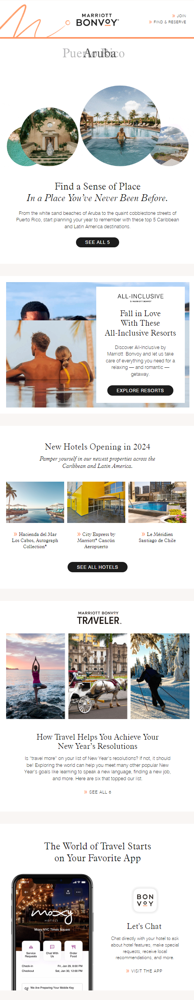 MARRIOTT
BONVOY®
» JOIN
» FIND & RESERVE
Puerto Rico
Aruba
Find a Sense of Place
In a Place You've Never Been Before.
From the white sand beaches of Aruba to the quaint cobblestone streets of
Puerto Rico, start planning your year to remember with these top 5 Caribbean
and Latin America destinations.
SEE ALL 5
ALL-INCLUSIVE
by MARRIOTT BONVOY
Fall in Love
With These
All-Inclusive Resorts
Discover All-Inclusive by
Marriott Bonvoy and let us take
care of everything you need for a
relaxing — and romantic —
getaway.
EXPLORE RESORTS
New Hotels Opening in 2024
Pamper yourself in our newest properties across the
Caribbean and Latin America.
» Hacienda del Mar
Los Cabos, Autograph
Collection®
» City Express by
Marriott® Cancún
Aeropuerto
» Le Méridien
Santiago de Chile
SEE ALL HOTELS
MARRIOTT BONVOY
TRAVELER™
How Travel Helps You Achieve Your
New Year's Resolutions
Is "travel more" on your list of New Year's resolutions? If not, it should
be! Exploring the world can help you meet many other popular New
Year's goals like learning to speak a new language, finding a new job,
and more. Here are six that topped our list.
» SEE ALL 6
The World of Travel Starts
on Your Favorite App
9:41
moxy
HOTELS
Moxy NYC Times Square
Service
Requests
Chat With
Us
Order
Food
Check-in Fri, Jan 29, 8:00 PM
Checkout Sat, Jan 30, 12:00 PM
We Are Preparing Your Mobile Key
BON
VOY
Let's Chat
Chat directly with your hotel to ask
about hotel features, make special
requests, receive local
recommendations, and more.
» VISIT THE APP